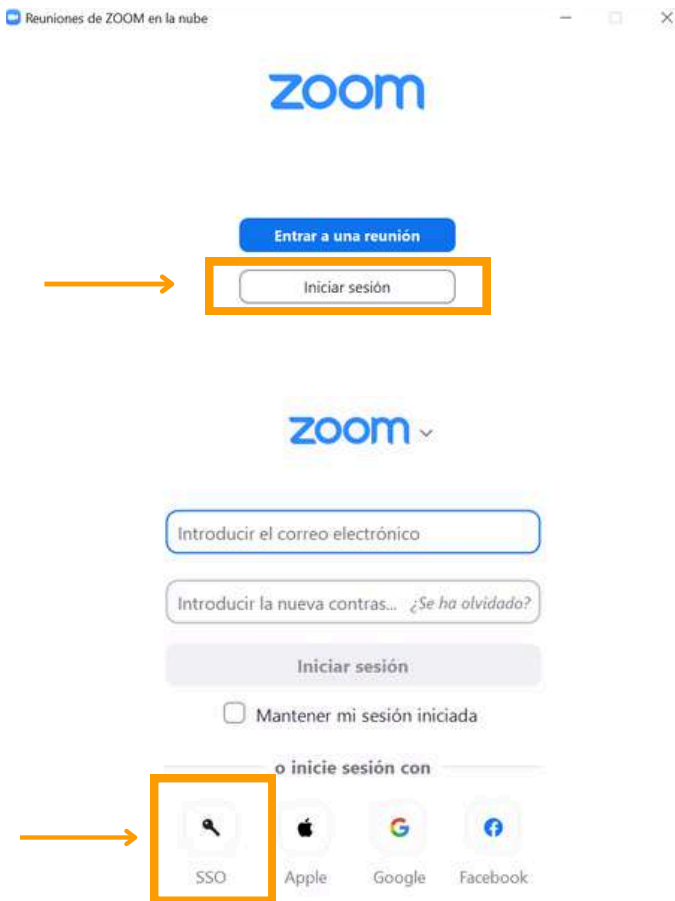 Reuniones de ZOOM en la nube
zoom
Entrar a una reunión
Iniciar sesión
zoom
Introducir el correo electrónico
Introducir la nueva contras... ¿Se ha olvidado?
Iniciar sesión
Mantener mi sesión iniciada
o inicie sesión con
SSO Apple Google Facebook